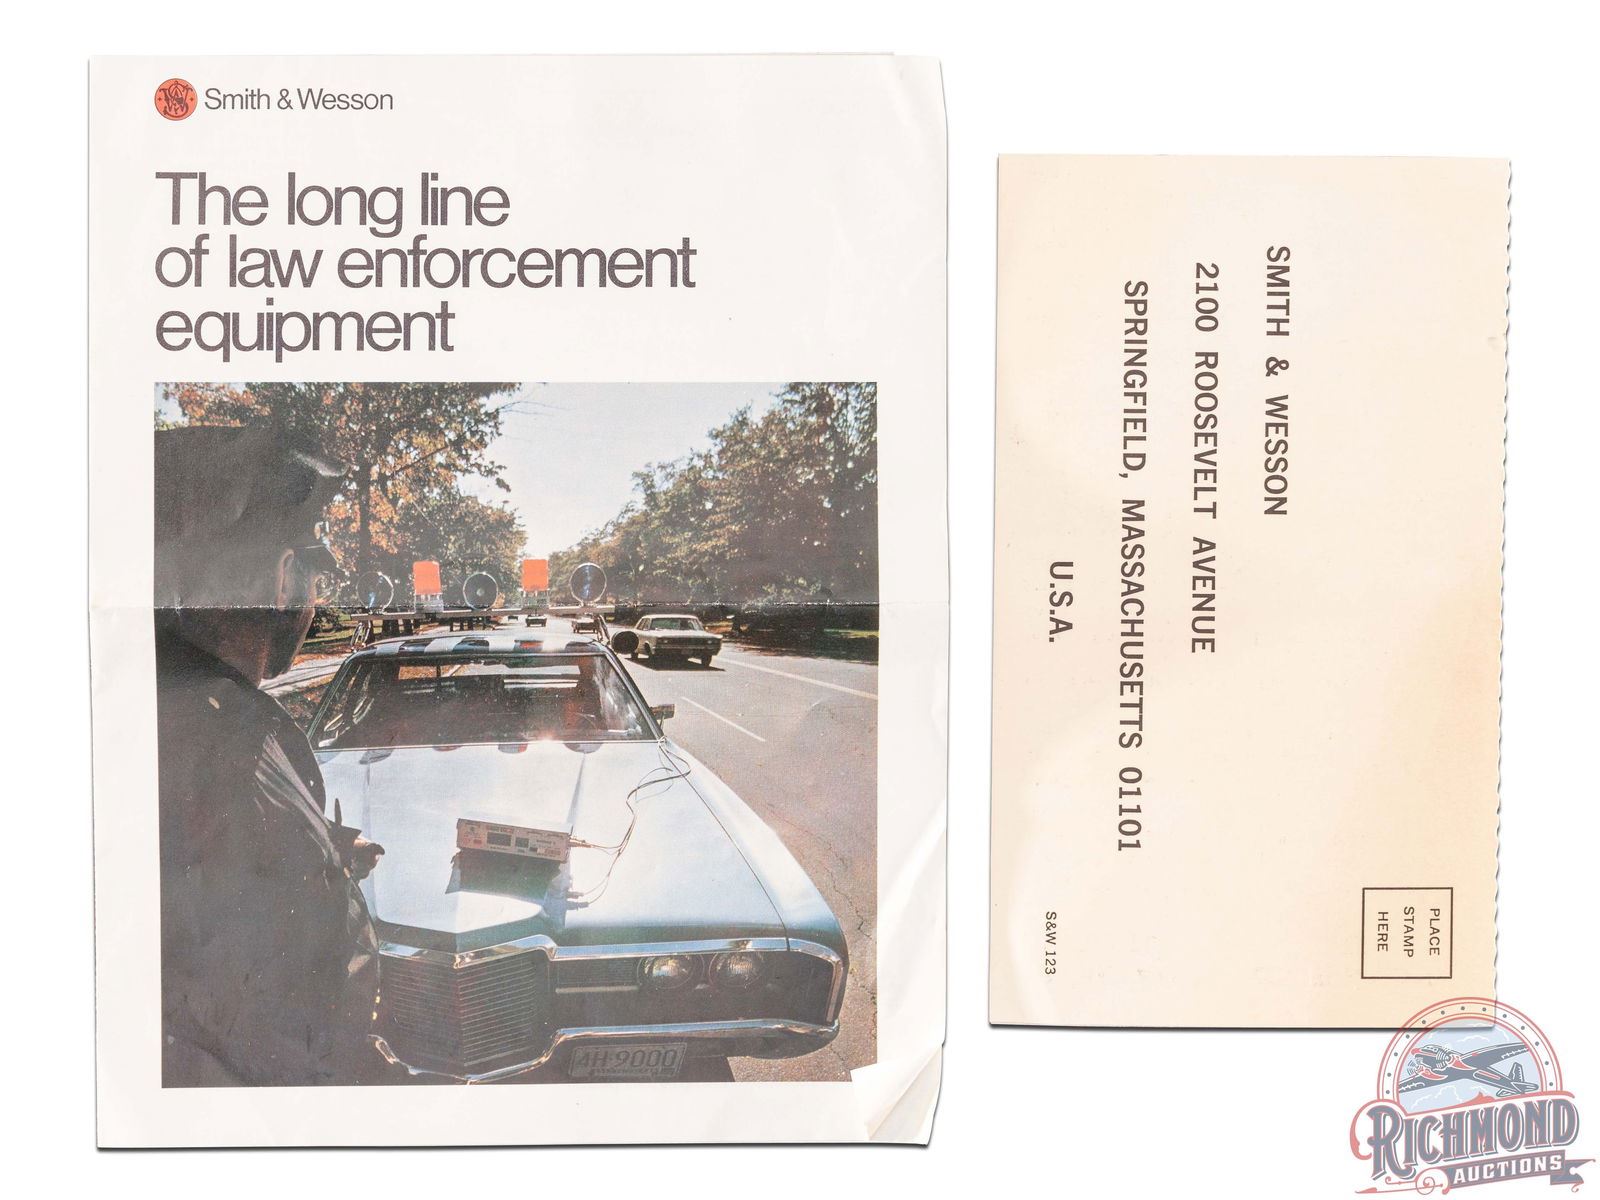 Smith & Wesson
The long line
of law enforcement
equipment
4H·9000
SMITH & WESSON
2100 ROOSEVELT AVENUE
SPRINGFIELD, MASSACHUSETTS 01101
U.S.A.
PLACE
STAMP
HERE
S&W 123
RICHMOND
AUCTIONS